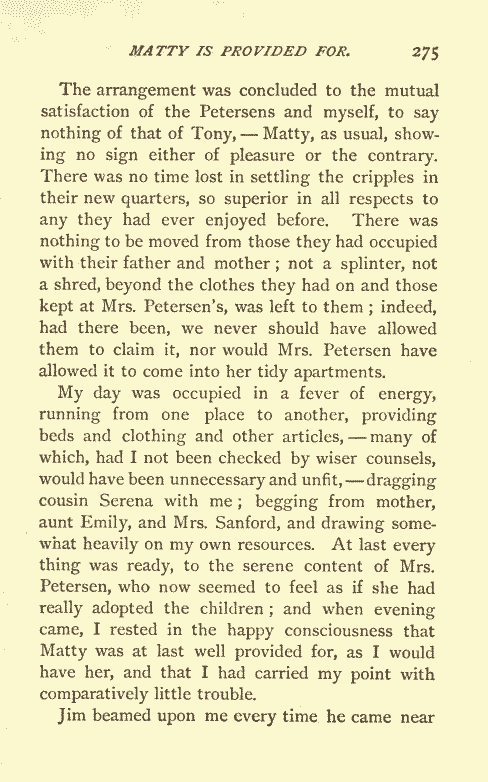 MATTY IS PROVIDED FOR. 275
The arrangement was concluded to the mutual
satisfaction of the Petersens and myself, to say
nothing of that of Tony, — Matty, as usual, show-
ing no sign either of pleasure or the contrary.
There was no time lost in settling the cripples in
their new quarters, so superior in all respects to
any they had ever enjoyed before. There was
nothing to be moved from those they had occupied
with their father and mother ; not a splinter, not
a shred, beyond the clothes they had on and those
kept at Mrs. Petersen's, was left to them ; indeed,
had there been, we never should have allowed
them to claim it, nor would Mrs. Petersen have
allowed it to come into her tidy apartments.
My day was occupied in a fever of energy,
running from one place to another, providing
beds and clothing and other articles, — many of
which, had I not been checked by wiser counsels,
would have been unnecessary and unfit, — dragging
cousin Serena with me ; begging from mother,
aunt Emily, and Mrs. Sanford, and drawing some-
what heavily on my own resources. At last every
thing was ready, to the serene content of Mrs.
Petersen, who now seemed to feel as if she had
really adopted the children ; and when evening
came, I rested in the happy consciousness that
Matty was at last well provided for, as I would
have her, and that I had carried my point with
comparatively little trouble.
Jim beamed upon me every time he came near